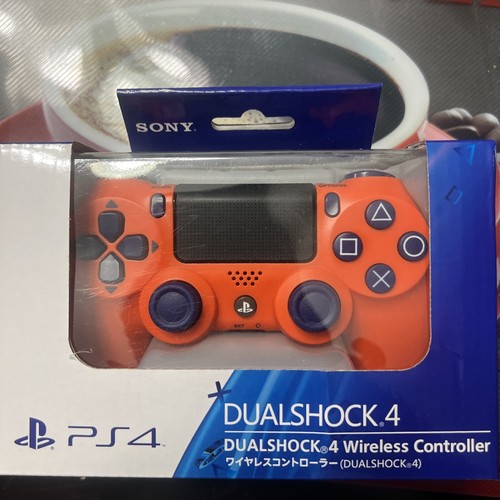 SONY
PS4
DUALSHOCK®4
DUALSHOCK®4 Wireless Controller
ワイヤレスコントローラー(DUALSHOCK®4)